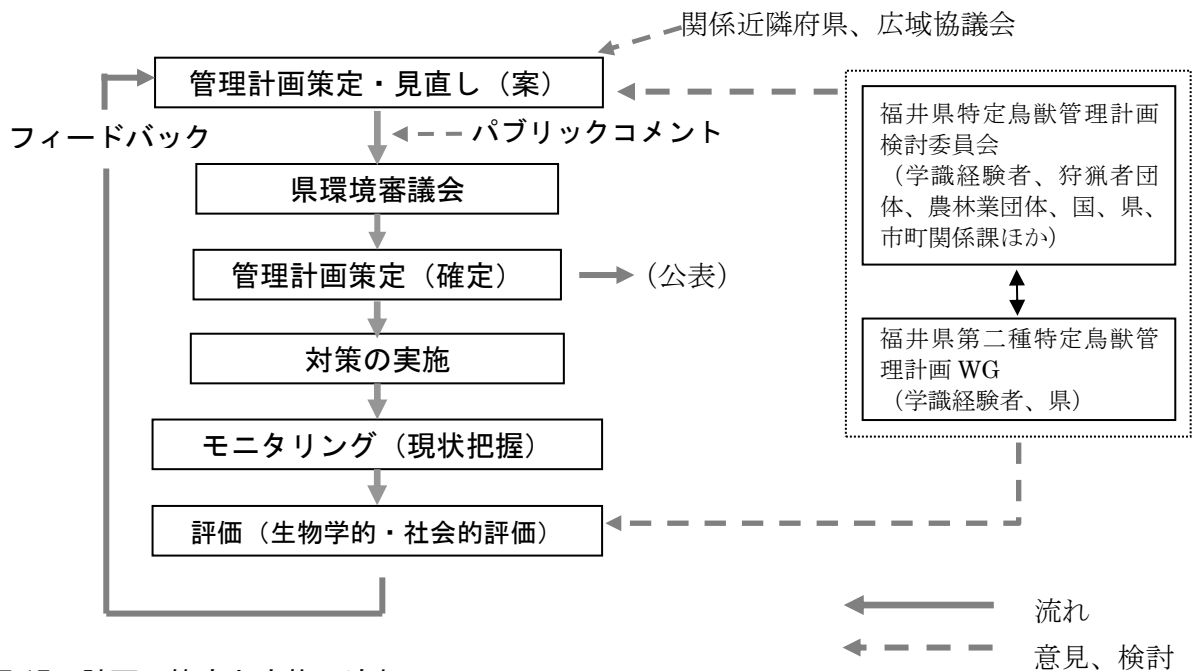 関係近隣府県、広域協議会
管理計画策定・見直し（案）
フィードバック
パブリックコメント
県環境審議会
管理計画策定（確定）
（公表）
対策の実施
モニタリング（現状把握）
評価（生物学的・社会的評価）
福井県特定鳥獣管理計画
検討委員会
（学識経験者、狩猟者団
体、農林業団体、国、県、
市町関係課ほか）
福井県第二種特定鳥獣管
理計画 WG
（学識経験者、県）
流れ
意見、検討